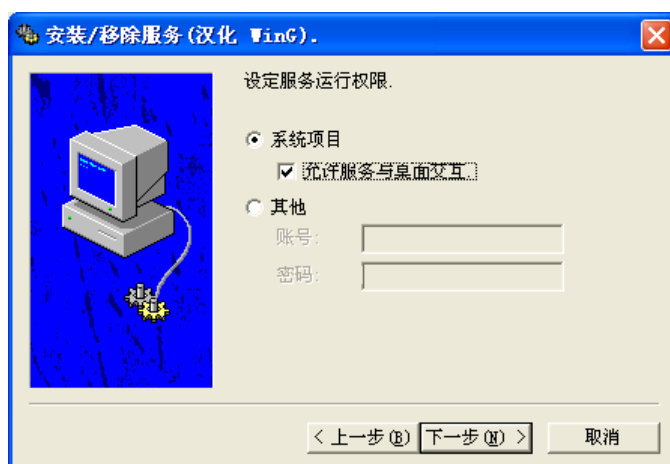 安装/移除服务(汉化 WinG).
设定服务运行权限.
系统项目
允许服务与桌面交互.
其他
账号:
密码:
< 上一步(B) 下一步(N) > 取消